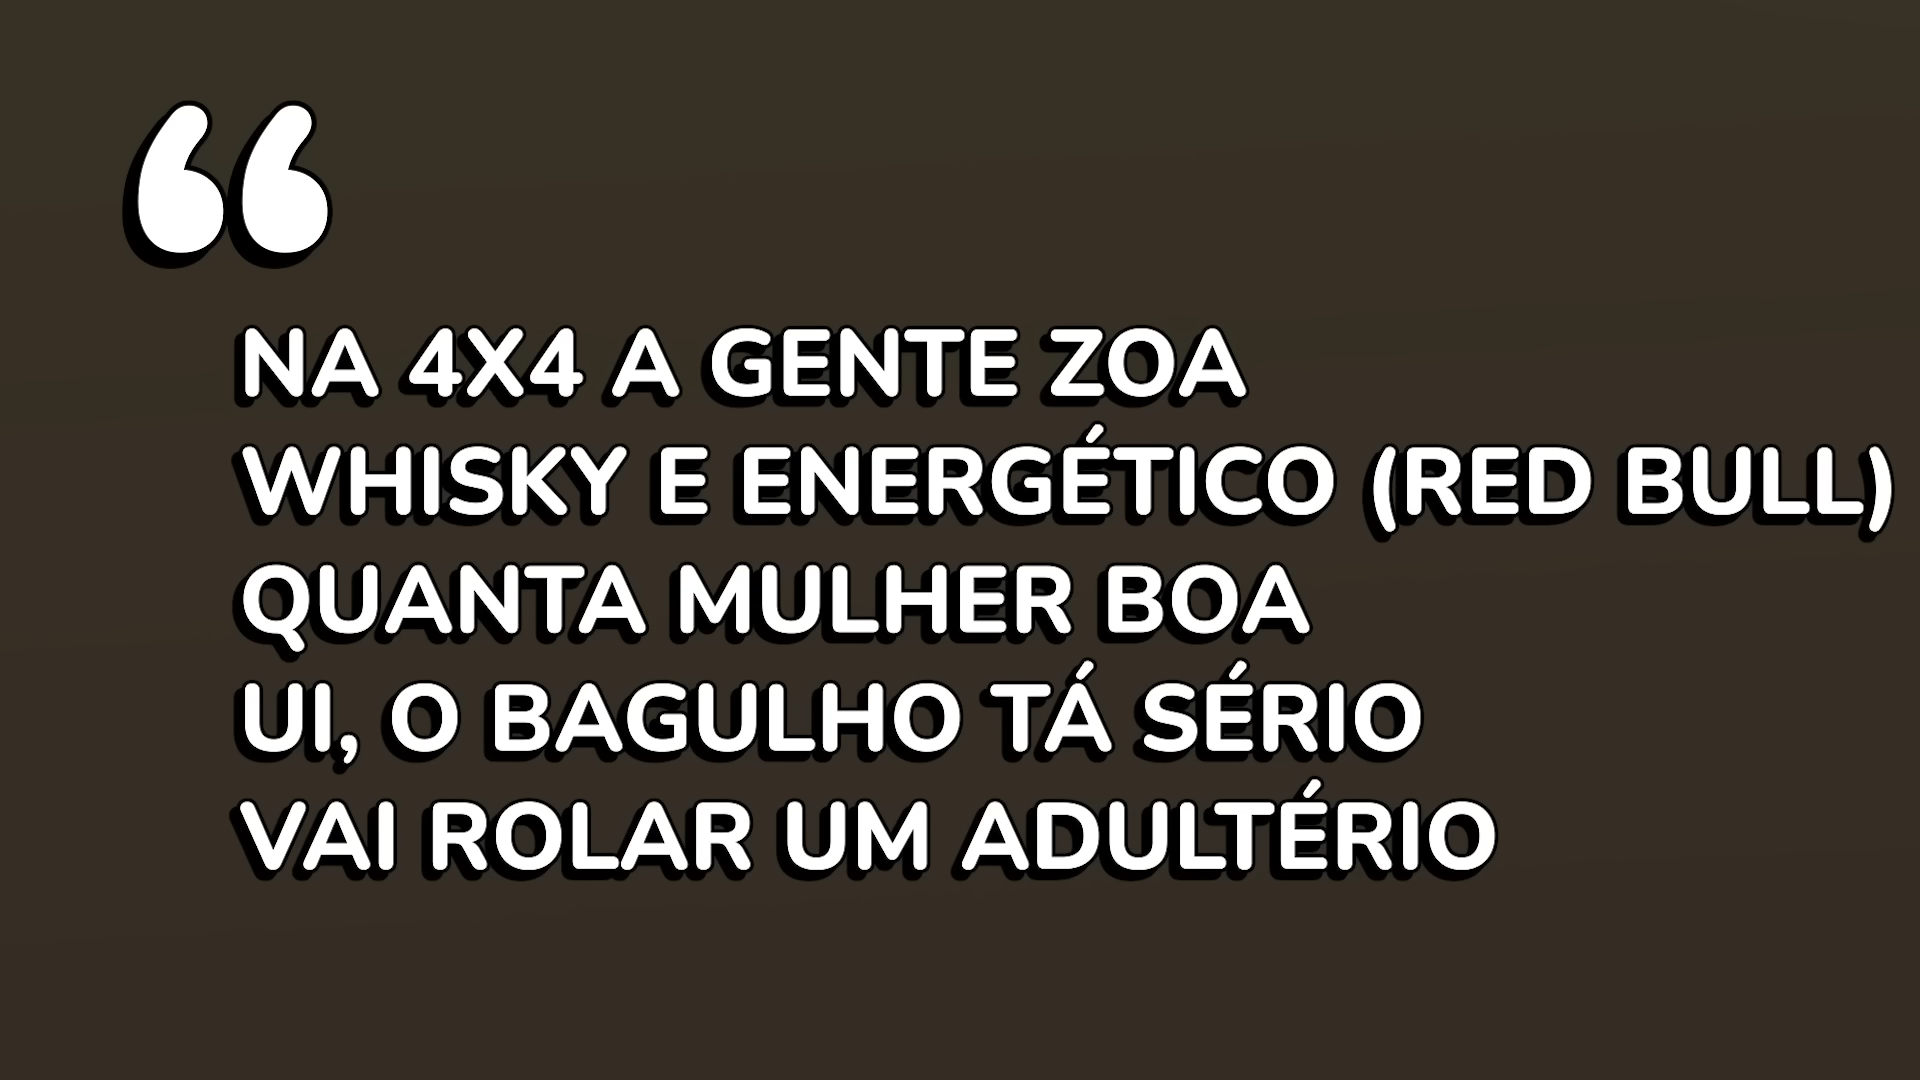 “
NA 4X4 A GENTE ZOA
WHISKY E ENERGÉTICO (RED BULL)
QUANTA MULHER BOA
UI, O BAGULHO TÁ SÉRIO
VAI ROLAR UM ADULTÉRIO